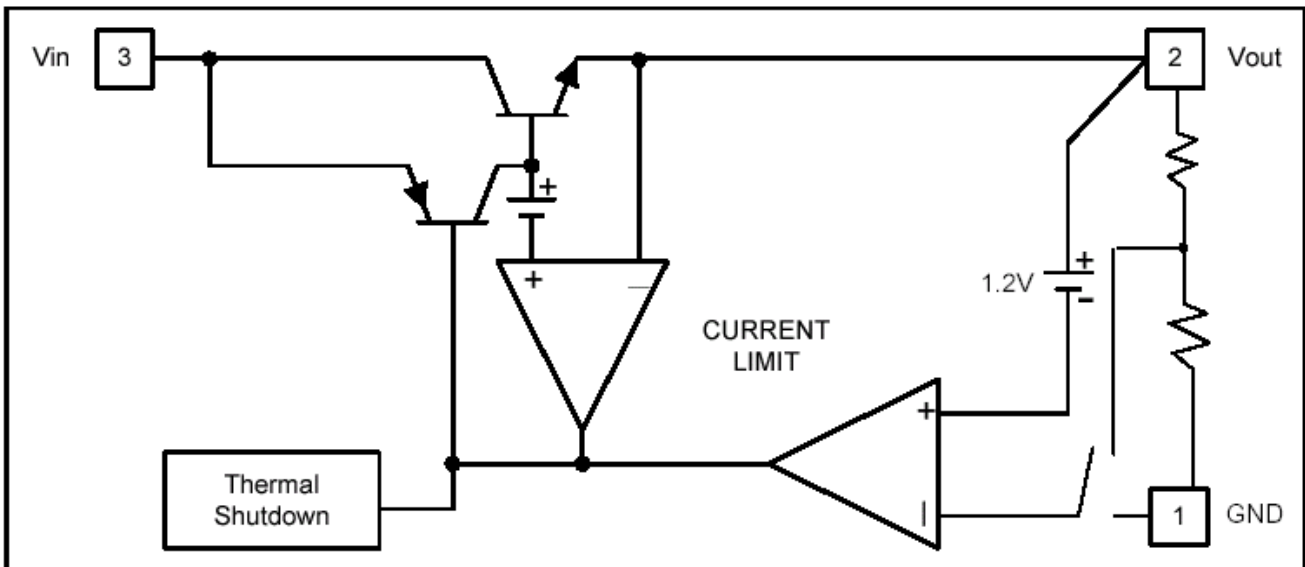 Vin
3
2
Vout
+
+
−
CURRENT
LIMIT
1.2V
+
-
+
−
Thermal
Shutdown
1
GND